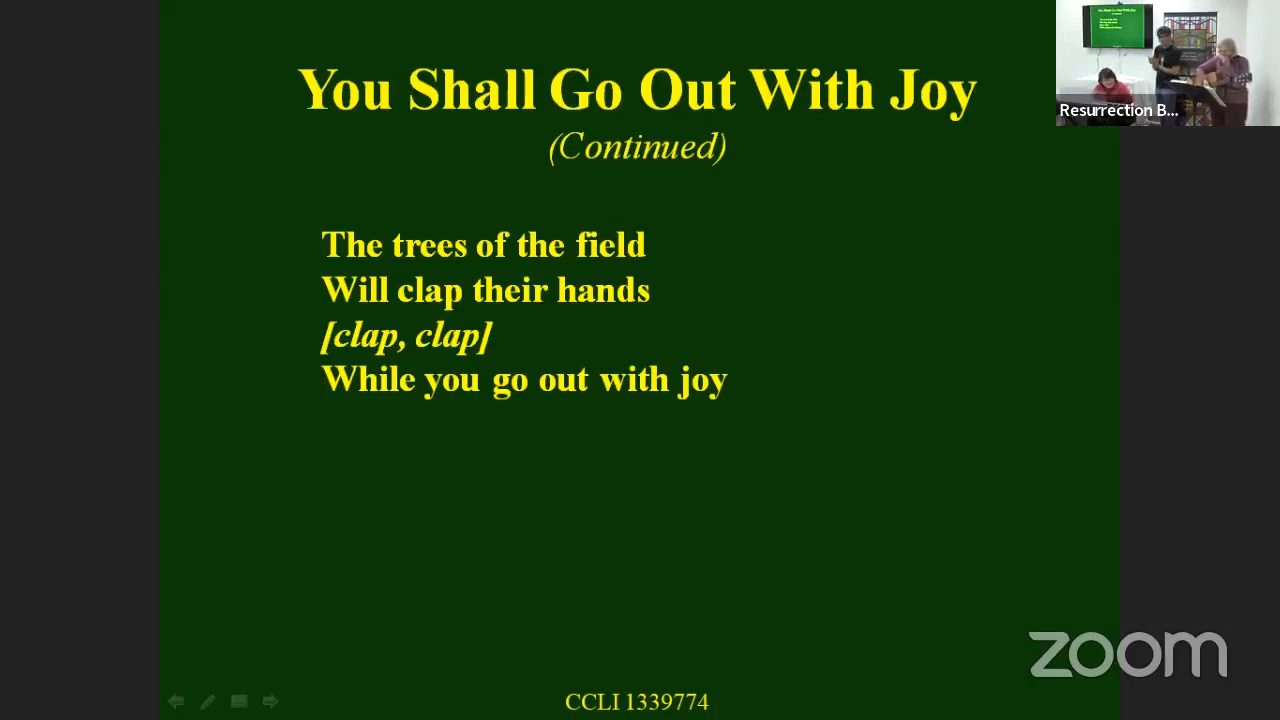 You Shall Go Out With Joy
(Continued)
The trees of the field
Will clap their hands
[clap, clap]
While you go out with joy
CCLI 1339774
Resurrection B...
zoom